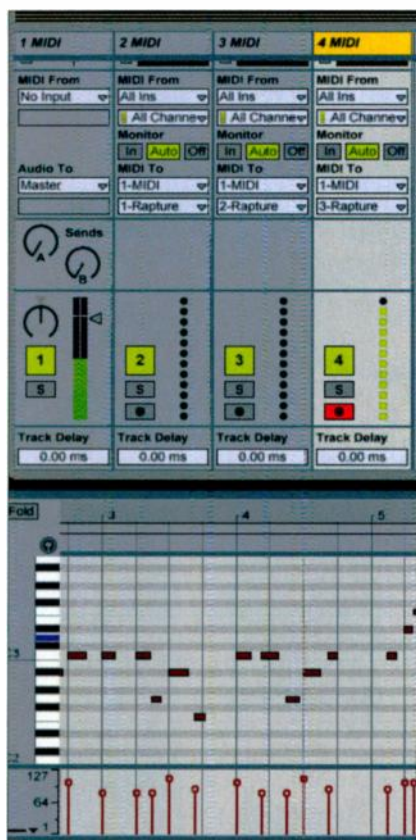 1 MIDI 2 MIDI 3 MIDI 4 MIDI
MIDI From MIDI From MIDI From MIDI From
No Input All Ins All Ins All Ins
All Channe All Channe All Channe
Monitor Monitor Monitor
In Auto Off In Auto Off In Auto Off
Audio To MIDI To MIDI To MIDI To
Master 1-MIDI 1-MIDI 1-MIDI
1-Rapture 2-Rapture 3-Rapture
Sends
A B
1 2 3 4
S S S S
Track Delay Track Delay Track Delay Track Delay
0.00 ms 0.00 ms 0.00 ms 0.00 ms
Fold 3 4 5
C3
C2
127
64
1